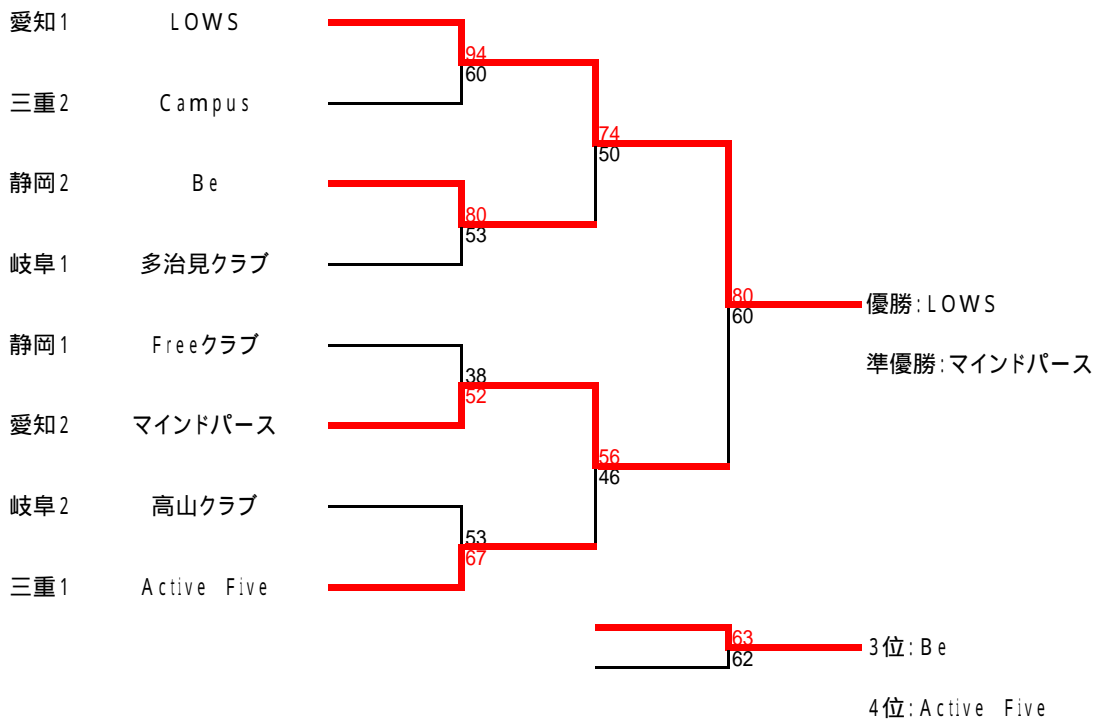 愛知1 LOWS
94
60
三重2 Campus
74
50
静岡2 Be
80
53
岐阜1 多治見クラブ
80
60
優勝:LOWS
静岡1 Freeクラブ
準優勝:マインドパース
38
52
愛知2 マインドパース
56
46
岐阜2 高山クラブ
53
67
三重1 Active Five
63
62
3位:Be
4位:Active Five